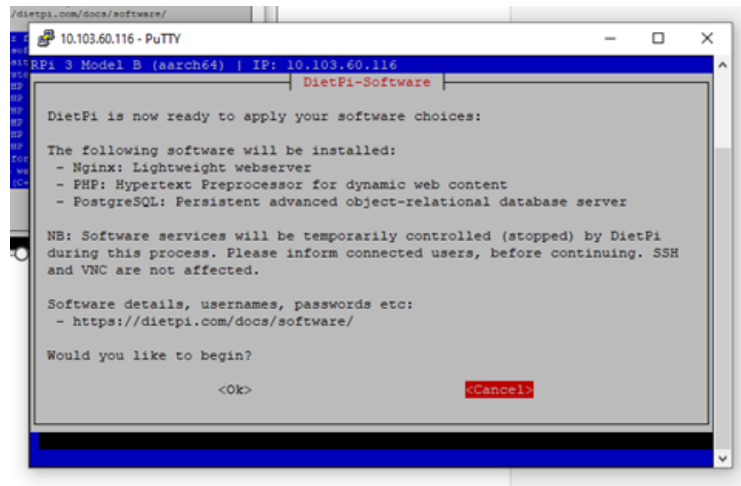 /dietpi.com/docs/software/
10.103.60.116 - PuTTY
RPi 3 Model B (aarch64) | IP: 10.103.60.116
DietPi-Software
DietPi is now ready to apply your software choices:
The following software will be installed:
- Nginx: Lightweight webserver
- PHP: Hypertext Preprocessor for dynamic web content
- PostgreSQL: Persistent advanced object-relational database server
NB: Software services will be temporarily controlled (stopped) by DietPi
during this process. Please inform connected users, before continuing. SSH
and VNC are not affected.
Software details, usernames, passwords etc:
- https://dietpi.com/docs/software/
Would you like to begin?
<Ok> <Cancel>